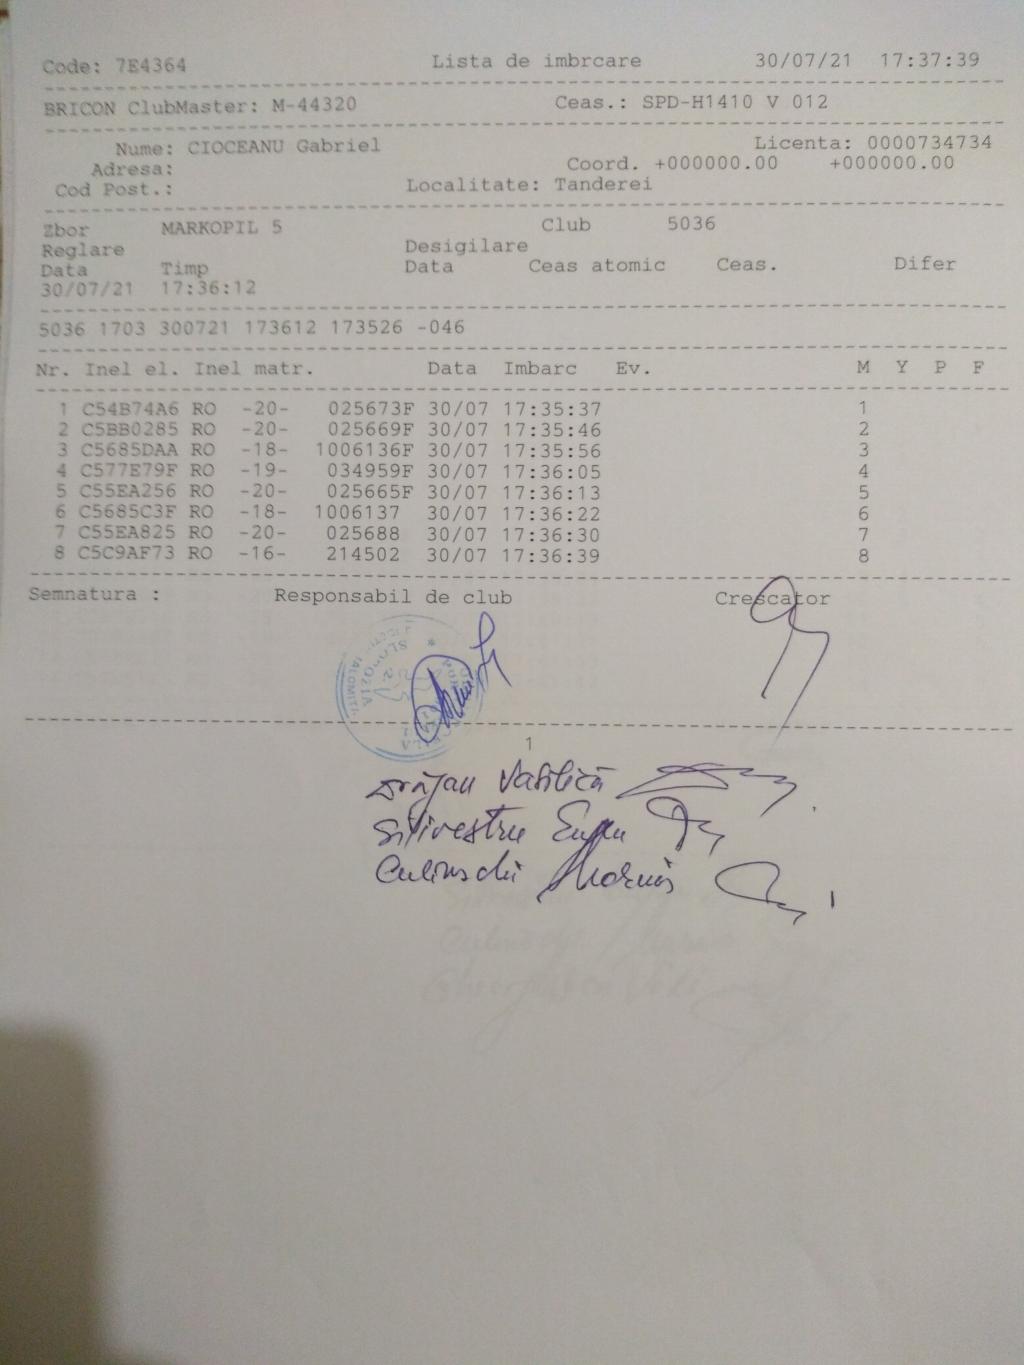 Code: 7E4364 Lista de imbrcare 30/07/21 17:37:39
BRICON ClubMaster: M-44320 Ceas.: SPD-H1410 V 012
Nume: CIOCEANU Gabriel Licenta: 0000734734
Adresa: Coord. +000000.00 +000000.00
Cod Post.: Localitate: Tanderei
Zbor MARKOPIL 5 Club 5036
Reglare Desigilare
Data Timp Data Ceas atomic Ceas. Difer
30/07/21 17:36:12
5036 1703 300721 173612 173526 -046
Nr. Inel el. Inel matr. Data Imbarc Ev. M Y P F
1 C54B74A6 RO -20- 025673F 30/07 17:35:37 1
2 C5BB0285 RO -20- 025669F 30/07 17:35:46 2
3 C5685DAA RO -18- 1006136F 30/07 17:35:56 3
4 C577E79F RO -19- 034959F 30/07 17:36:05 4
5 C55EA256 RO -20- 025665F 30/07 17:36:13 5
6 C5685C3F RO -18- 1006137 30/07 17:36:22 6
7 C55EA825 RO -20- 025688 30/07 17:36:30 7
8 C5C9AF73 RO -16- 214502 30/07 17:36:39 8
Semnatura : Responsabil de club Crescator
SLOBOZIA
1
Vasilică
Silivestru